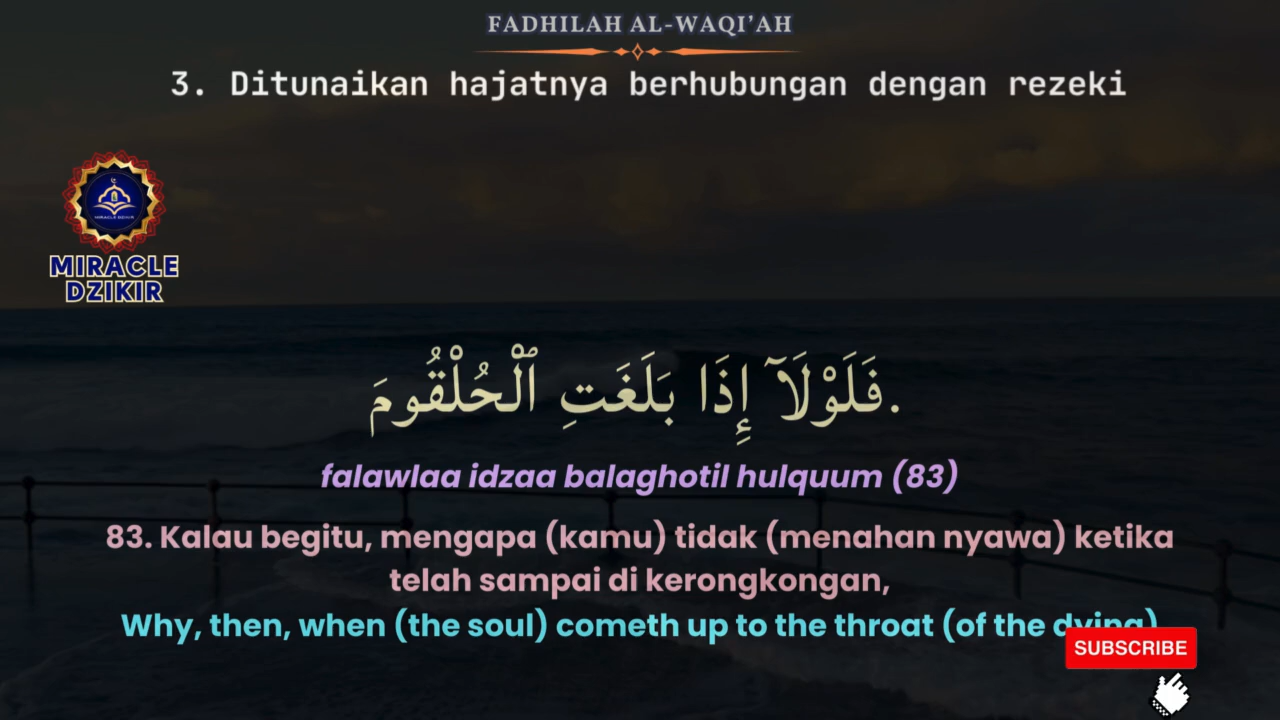 FADHILAH AL-WAQI'AH
3. Ditunaikan hajatnya berhubungan dengan rezeki
MIRACLE
DZIKIR
فَلَوْلَآ إِذَا بَلَغَتِ ٱلْحُلْقُومَ.
falawlaa idzaa balaghotil hulquum (83)
83. Kalau begitu, mengapa (kamu) tidak (menahan nyawa) ketika
telah sampai di kerongkongan,
Why, then, when (the soul) cometh up to the throat (of the dying)
SUBSCRIBE